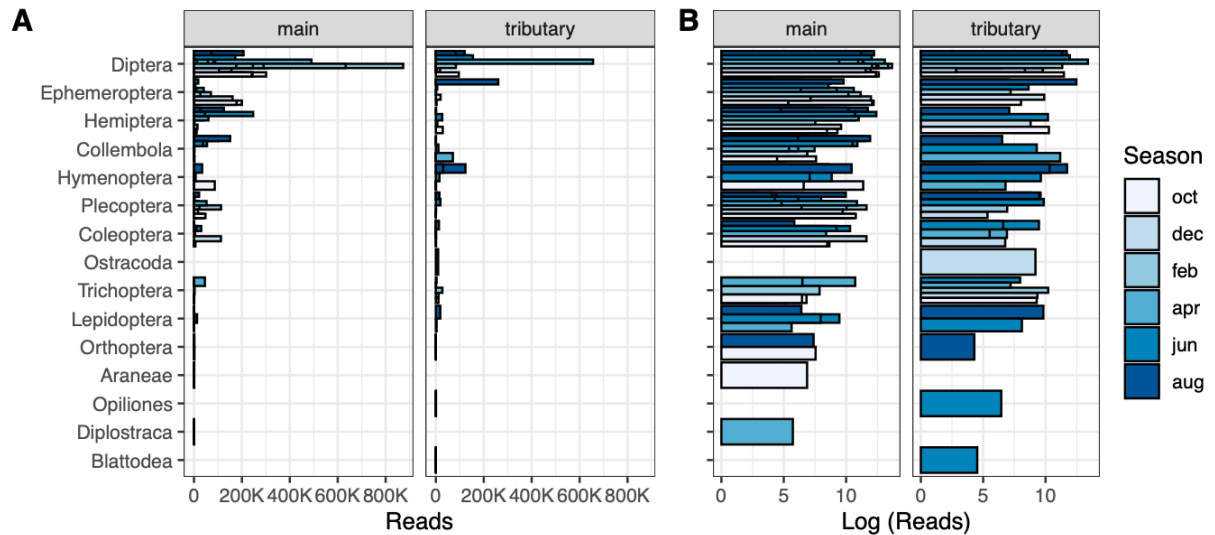 A
B
main
tributary
main
tributary
Diptera
Ephemeroptera
Hemiptera
Collembola
Hymenoptera
Plecoptera
Coleoptera
Ostracoda
Trichoptera
Lepidoptera
Orthoptera
Araneae
Opiliones
Diplostraca
Blattodea
0 200K 400K 600K 800K
0 200K 400K 600K 800K
Reads
0 5 10
0 5 10
Log (Reads)
Season
oct
dec
feb
apr
jun
aug